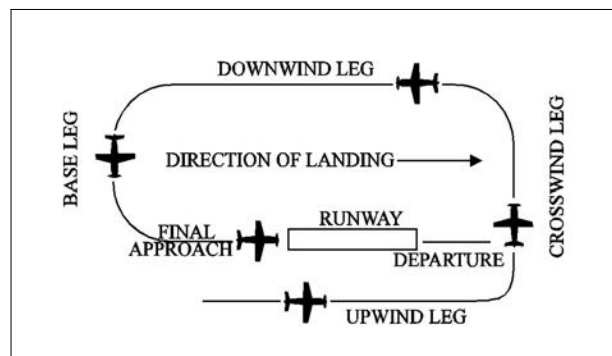 DOWNWIND LEG
BASE LEG
DIRECTION OF LANDING
CROSSWIND LEG
RUNWAY
FINAL
APPROACH
DEPARTURE
UPWIND LEG